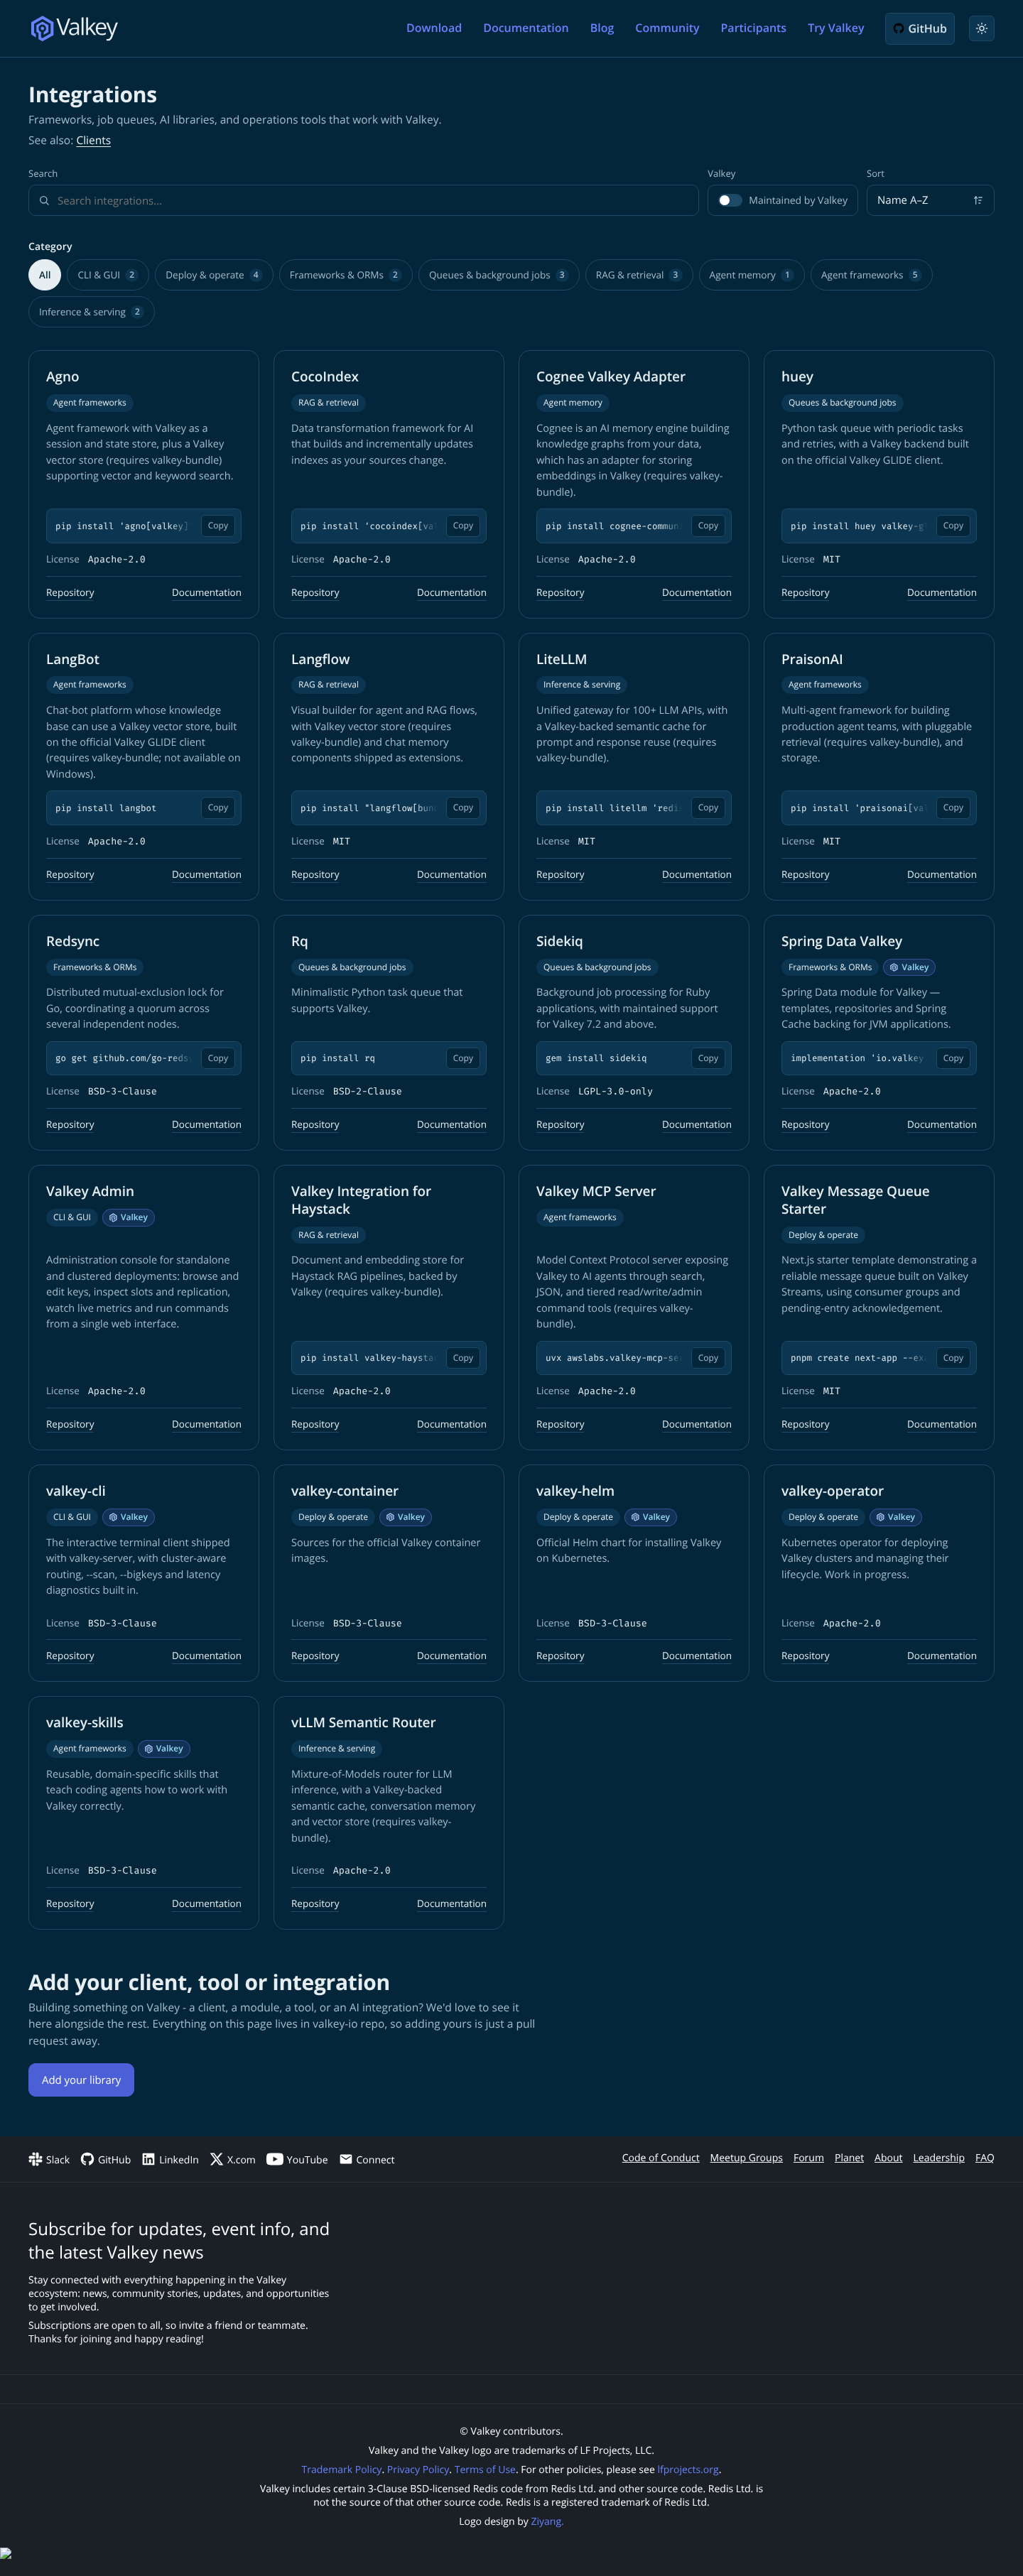 Valkey
Download
Documentation
Blog
Community
Participants
Try Valkey
GitHub
Integrations
Frameworks, job queues, AI libraries, and operations tools that work with Valkey.
See also: Clients
Search
Valkey
Sort
Search integrations...
Maintained by Valkey
Name A–Z
Category
All
CLI & GUI 2
Deploy & operate 4
Frameworks & ORMs 2
Queues & background jobs 3
RAG & retrieval 3
Agent memory 1
Agent frameworks 5
Inference & serving 2
Agno
Agent frameworks
Agent framework with Valkey as a
session and state store, plus a Valkey
vector store (requires valkey-bundle)
supporting vector and keyword search.
pip install 'agno[valkey]
Copy
License Apache-2.0
Repository
Documentation
CocoIndex
RAG & retrieval
Data transformation framework for AI
that builds and incrementally updates
indexes as your sources change.
pip install 'cocoindex[va
Copy
License Apache-2.0
Repository
Documentation
Cognee Valkey Adapter
Agent memory
Cognee is an AI memory engine building
knowledge graphs from your data,
which has an adapter for storing
embeddings in Valkey (requires valkey-
bundle).
pip install cognee-commun
Copy
License Apache-2.0
Repository
Documentation
huey
Queues & background jobs
Python task queue with periodic tasks
and retries, with a Valkey backend built
on the official Valkey GLIDE client.
pip install huey valkey-g
Copy
License MIT
Repository
Documentation
LangBot
Agent frameworks
Chat-bot platform whose knowledge
base can use a Valkey vector store, built
on the official Valkey GLIDE client
(requires valkey-bundle; not available on
Windows).
pip install langbot
Copy
License Apache-2.0
Repository
Documentation
Langflow
RAG & retrieval
Visual builder for agent and RAG flows,
with Valkey vector store (requires
valkey-bundle) and chat memory
components shipped as extensions.
pip install "langflow[bun
Copy
License MIT
Repository
Documentation
LiteLLM
Inference & serving
Unified gateway for 100+ LLM APIs, with
a Valkey-backed semantic cache for
prompt and response reuse (requires
valkey-bundle).
pip install litellm 'redi
Copy
License MIT
Repository
Documentation
PraisonAI
Agent frameworks
Multi-agent framework for building
production agent teams, with pluggable
retrieval (requires valkey-bundle), and
storage.
pip install 'praisonai[va
Copy
License MIT
Repository
Documentation
Redsync
Frameworks & ORMs
Distributed mutual-exclusion lock for
Go, coordinating a quorum across
several independent nodes.
go get github.com/go-reds
Copy
License BSD-3-Clause
Repository
Documentation
Rq
Queues & background jobs
Minimalistic Python task queue that
supports Valkey.
pip install rq
Copy
License BSD-2-Clause
Repository
Documentation
Sidekiq
Queues & background jobs
Background job processing for Ruby
applications, with maintained support
for Valkey 7.2 and above.
gem install sidekiq
Copy
License LGPL-3.0-only
Repository
Documentation
Spring Data Valkey
Frameworks & ORMs
Valkey
Spring Data module for Valkey —
templates, repositories and Spring
Cache backing for JVM applications.
implementation 'io.valkey
Copy
License Apache-2.0
Repository
Documentation
Valkey Admin
CLI & GUI
Valkey
Administration console for standalone
and clustered deployments: browse and
edit keys, inspect slots and replication,
watch live metrics and run commands
from a single web interface.
License Apache-2.0
Repository
Documentation
Valkey Integration for
Haystack
RAG & retrieval
Document and embedding store for
Haystack RAG pipelines, backed by
Valkey (requires valkey-bundle).
pip install valkey-haysta
Copy
License Apache-2.0
Repository
Documentation
Valkey MCP Server
Agent frameworks
Model Context Protocol server exposing
Valkey to AI agents through search,
JSON, and tiered read/write/admin
command tools (requires valkey-
bundle).
uvx awslabs.valkey-mcp-se
Copy
License Apache-2.0
Repository
Documentation
Valkey Message Queue
Starter
Deploy & operate
Next.js starter template demonstrating a
reliable message queue built on Valkey
Streams, using consumer groups and
pending-entry acknowledgement.
pnpm create next-app --ex
Copy
License MIT
Repository
Documentation
valkey-cli
CLI & GUI
Valkey
The interactive terminal client shipped
with valkey-server, with cluster-aware
routing, --scan, --bigkeys and latency
diagnostics built in.
License BSD-3-Clause
Repository
Documentation
valkey-container
Deploy & operate
Valkey
Sources for the official Valkey container
images.
License BSD-3-Clause
Repository
Documentation
valkey-helm
Deploy & operate
Valkey
Official Helm chart for installing Valkey
on Kubernetes.
License BSD-3-Clause
Repository
Documentation
valkey-operator
Deploy & operate
Valkey
Kubernetes operator for deploying
Valkey clusters and managing their
lifecycle. Work in progress.
License Apache-2.0
Repository
Documentation
valkey-skills
Agent frameworks
Valkey
Reusable, domain-specific skills that
teach coding agents how to work with
Valkey correctly.
License BSD-3-Clause
Repository
Documentation
vLLM Semantic Router
Inference & serving
Mixture-of-Models router for LLM
inference, with a Valkey-backed
semantic cache, conversation memory
and vector store (requires valkey-
bundle).
License Apache-2.0
Repository
Documentation
Add your client, tool or integration
Building something on Valkey - a client, a module, a tool, or an AI integration? We'd love to see it
here alongside the rest. Everything on this page lives in valkey-io repo, so adding yours is just a pull
request away.
Add your library
Slack
GitHub
LinkedIn
X.com
YouTube
Connect
Code of Conduct
Meetup Groups
Forum
Planet
About
Leadership
FAQ
Subscribe for updates, event info, and
the latest Valkey news
Stay connected with everything happening in the Valkey
ecosystem: news, community stories, updates, and opportunities
to get involved.
Subscriptions are open to all, so invite a friend or teammate.
Thanks for joining and happy reading!
© Valkey contributors.
Valkey and the Valkey logo are trademarks of LF Projects, LLC.
Trademark Policy. Privacy Policy. Terms of Use. For other policies, please see lfprojects.org.
Valkey includes certain 3-Clause BSD-licensed Redis code from Redis Ltd. and other source code. Redis Ltd. is
not the source of that other source code. Redis is a registered trademark of Redis Ltd.
Logo design by Ziyang.